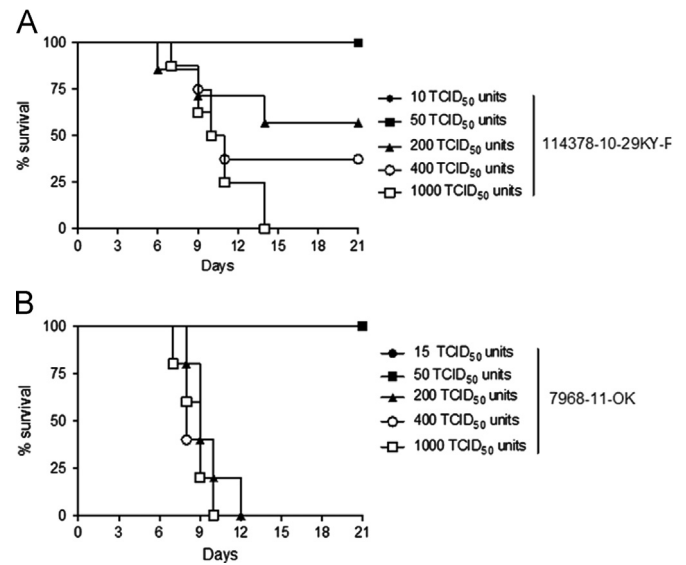 A
% survival
100
75
50
25
0
0 3 6 9 12 15 18 21
Days
10 TCID50 units
50 TCID50 units
200 TCID50 units
400 TCID50 units
1000 TCID50 units
114378-10-29KY-F
B
% survival
100
75
50
25
0
0 3 6 9 12 15 18 21
Days
15 TCID50 units
50 TCID50 units
200 TCID50 units
400 TCID50 units
1000 TCID50 units
7968-11-OK